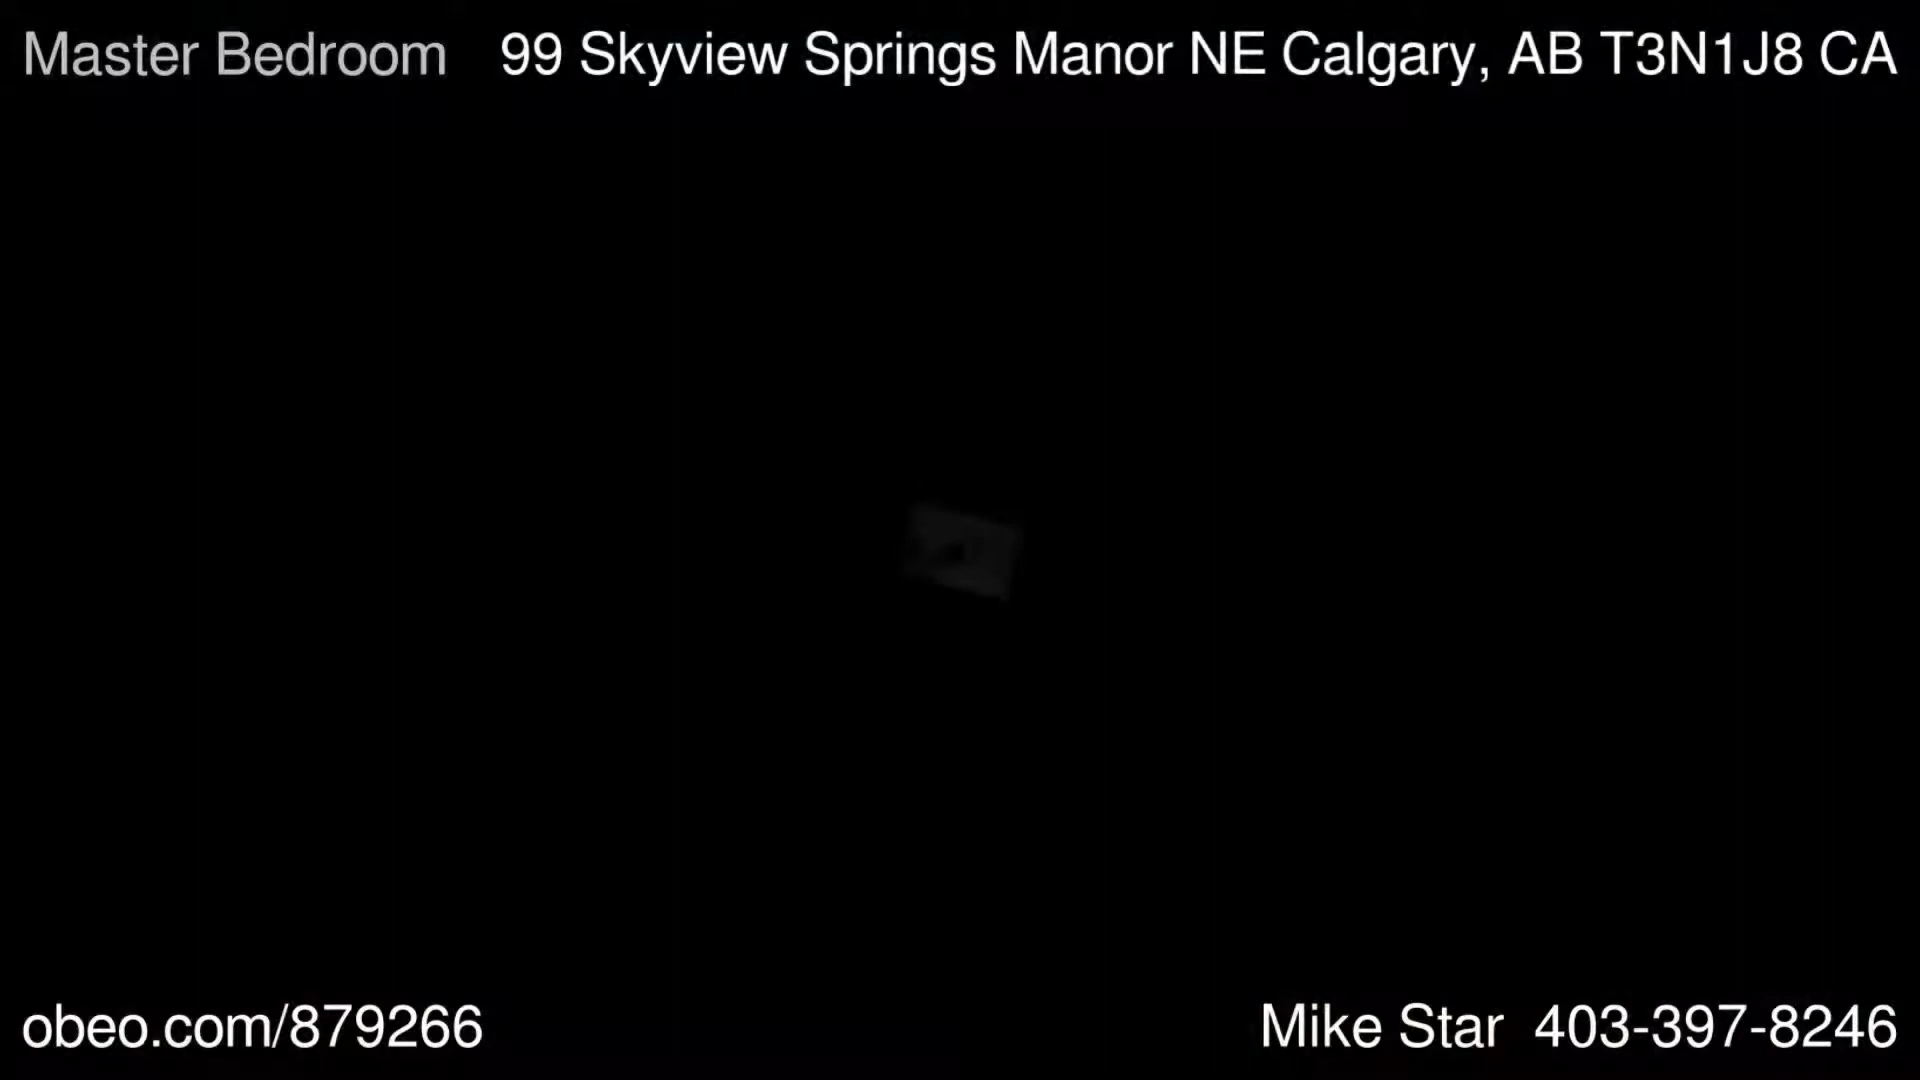 Master Bedroom 99 Skyview Springs Manor NE Calgary, AB T3N1J8 CA
obeo.com/879266 Mike Star 403-397-8246